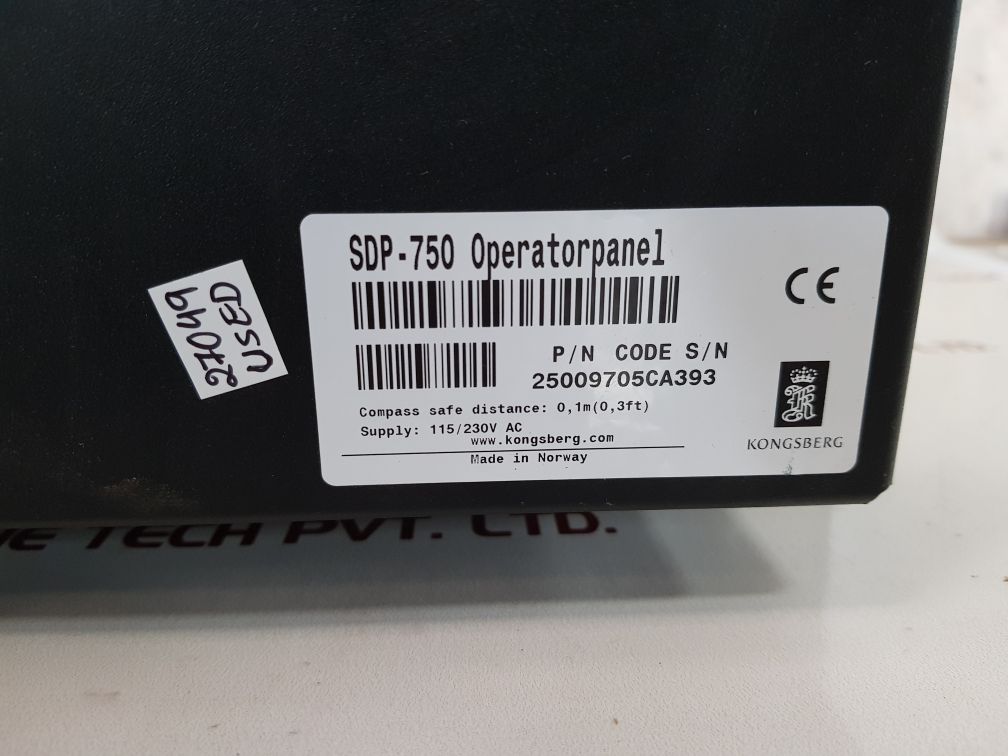 SDP-750 Operatorpanel
CE
P/N CODE S/N
25009705CA393
Compass safe distance: 0,1m(0,3ft)
Supply: 115/230V AC
www.kongsberg.com
Made in Norway
KONGSBERG
27049
USED
TECH PVT. LTD.